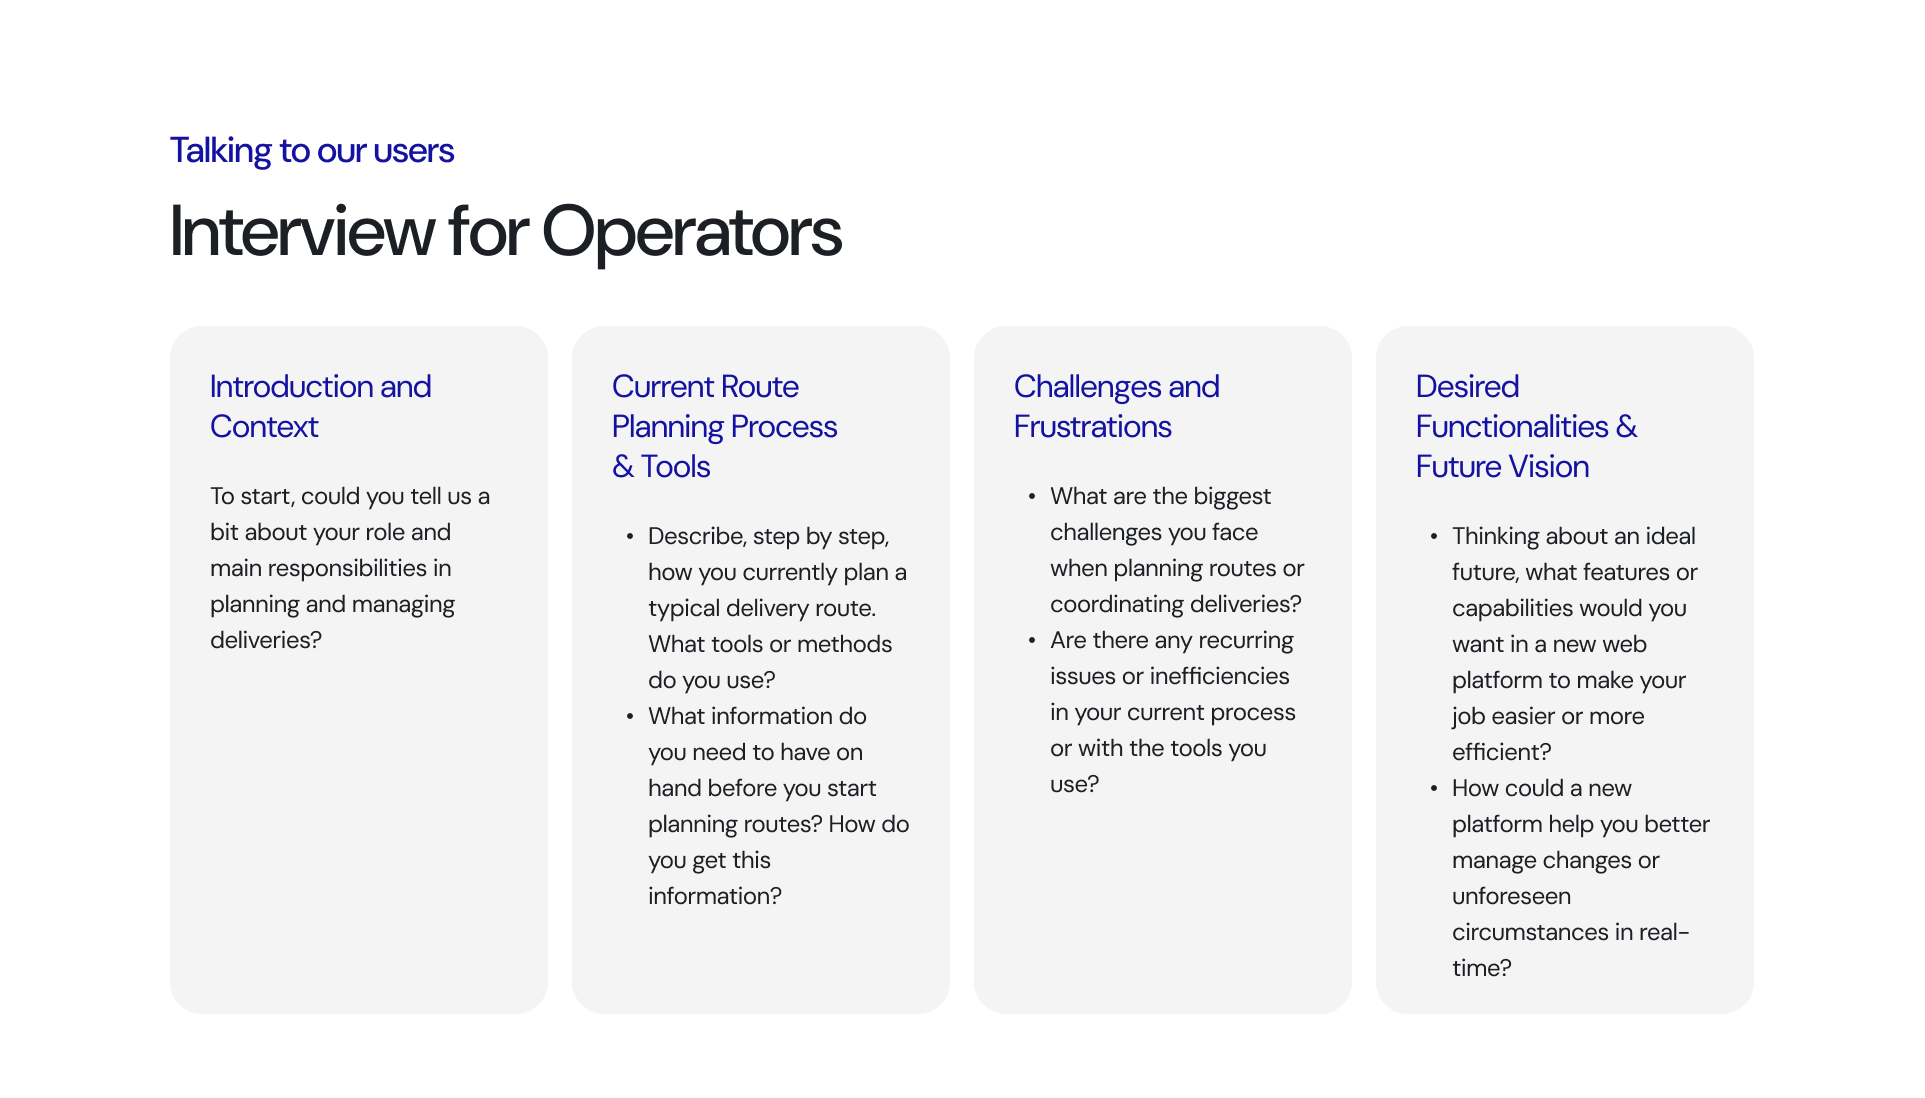 Talking to our users
Interview for Operators
Introduction and
Context
To start, could you tell us a
bit about your role and
main responsibilities in
planning and managing
deliveries?
Current Route
Planning Process
& Tools
• Describe, step by step,
how you currently plan a
typical delivery route.
What tools or methods
do you use?
• What information do
you need to have on
hand before you start
planning routes? How do
you get this
information?
Challenges and
Frustrations
• What are the biggest
challenges you face
when planning routes or
coordinating deliveries?
• Are there any recurring
issues or inefficiencies
in your current process
or with the tools you
use?
Desired
Functionalities &
Future Vision
• Thinking about an ideal
future, what features or
capabilities would you
want in a new web
platform to make your
job easier or more
efficient?
• How could a new
platform help you better
manage changes or
unforeseen
circumstances in real-
time?